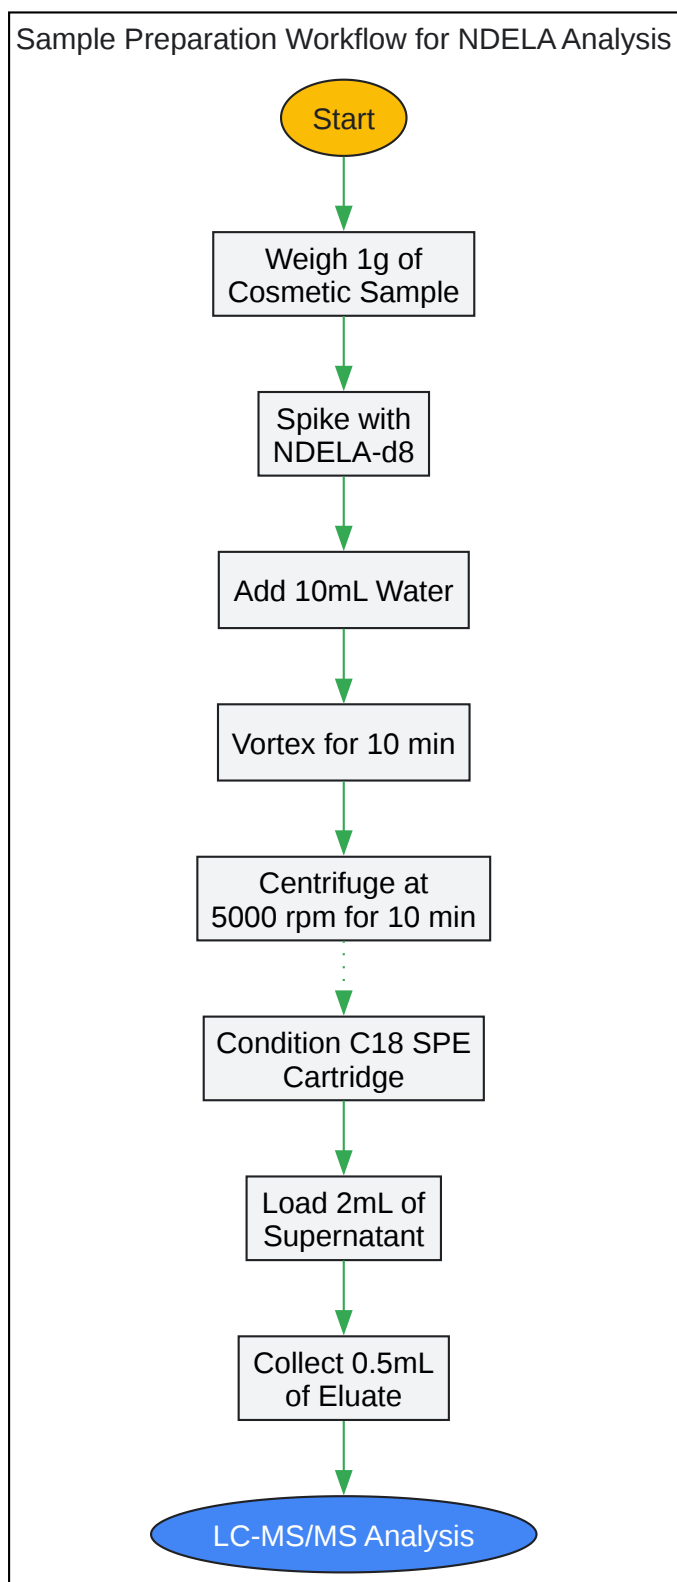 Sample Preparation Workflow for NDELA Analysis
Start
Weigh 1g of
Cosmetic Sample
Spike with
NDELA-d8
Add 10mL Water
Vortex for 10 min
Centrifuge at
5000 rpm for 10 min
Condition C18 SPE
Cartridge
Load 2mL of
Supernatant
Collect 0.5mL
of Eluate
LC-MS/MS Analysis